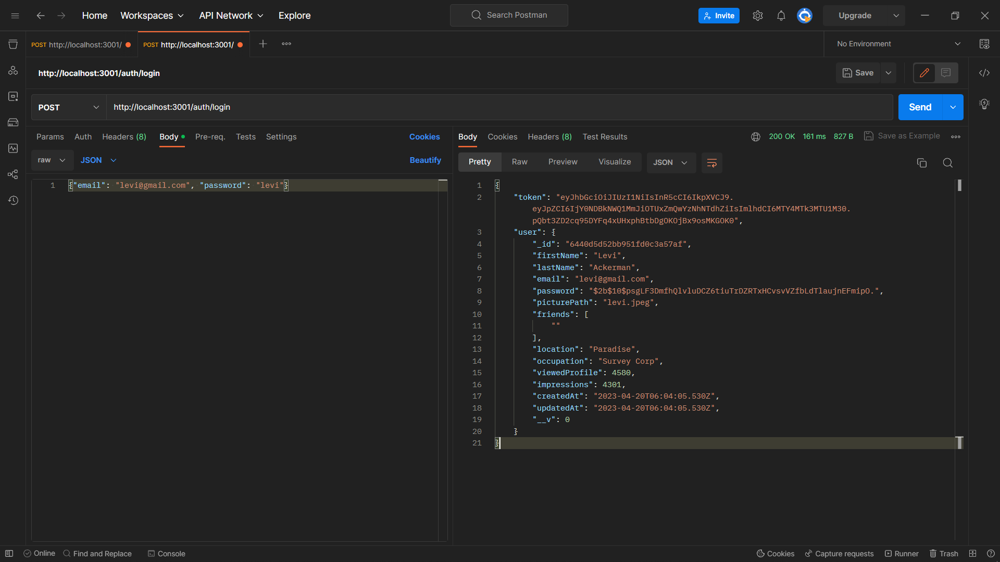 Home Workspaces API Network Explore Search Postman Invite Upgrade
POST http://localhost:3001/ POST http://localhost:3001/ No Environment
http://localhost:3001/auth/login Save
POST http://localhost:3001/auth/login Send
Params Auth Headers (8) Body Pre-req. Tests Settings Cookies
raw JSON Beautify
1 {"email": "levi@gmail.com", "password": "levi"}
Body Cookies Headers (8) Test Results 200 OK 161 ms 827 B Save as Example
Pretty Raw Preview Visualize JSON
1 {
2 "token": "eyJhbGciOiJIUzI1NiIsInR5cCI6IkpXVCJ9.
eyJpZCI6IjY0NDBkNWQ1MmJiOTUxZmQwYzNhNTdhZiIsImlhdCI6MTY4MTk3MTU1M30.
pQbt3ZD2cq95DYFq4xUHxphBtbDgOKOjBx9osMKGOK0",
3 "user": {
4 "_id": "6440d5d52bb951fd0c3a57af",
5 "firstName": "Levi",
6 "lastName": "Ackerman",
7 "email": "levi@gmail.com",
8 "password": "$2b$10$psgLF3DmfhQlvluDCZ6tiuTrDZRTxHCvsvVZfbLdTlaujnEFmipO.",
9 "picturePath": "levi.jpeg",
10 "friends": [
11 ""
12 ],
13 "location": "Paradise",
14 "occupation": "Survey Corp",
15 "viewedProfile": 4580,
16 "impressions": 4301,
17 "createdAt": "2023-04-20T06:04:05.530Z",
18 "updatedAt": "2023-04-20T06:04:05.530Z",
19 "__v": 0
20 }
21 }
Online Find and Replace Console Cookies Capture requests Runner Trash